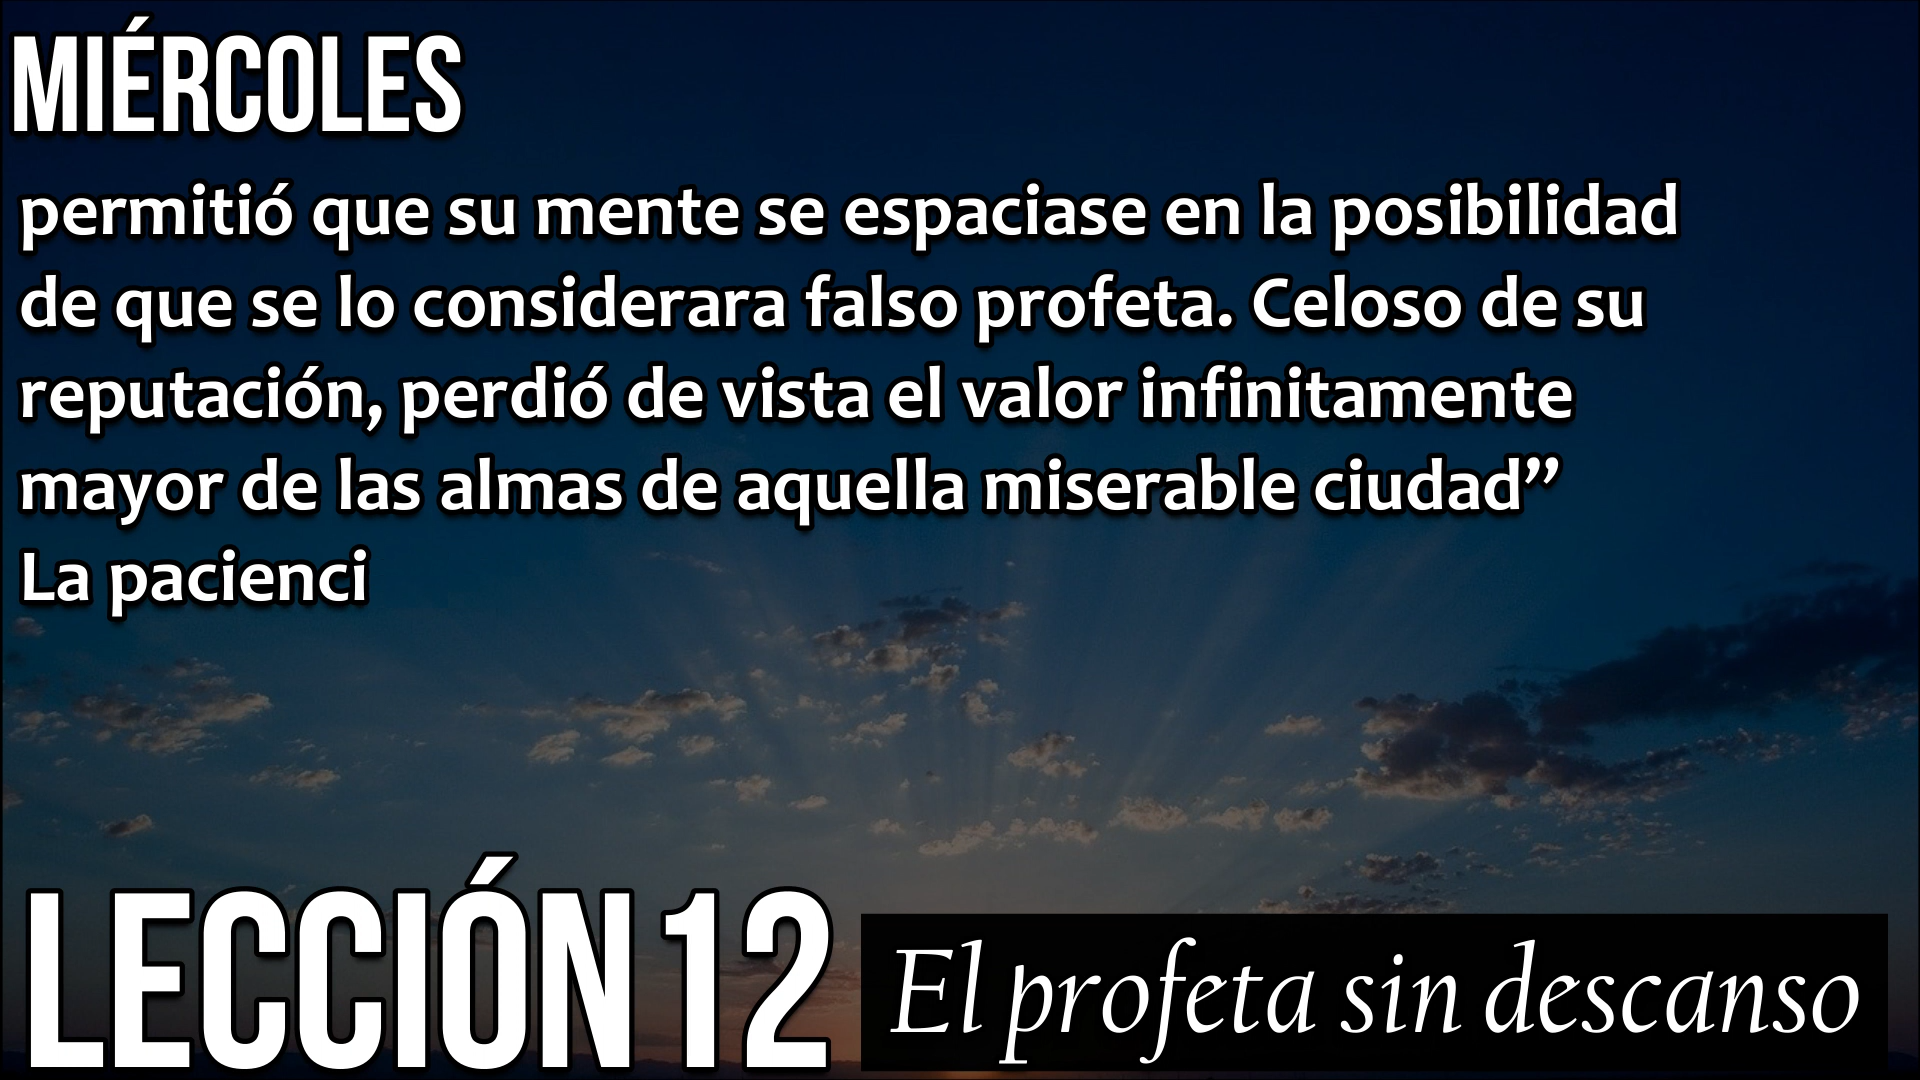 MIÉRCOLES
permitió que su mente se espaciase en la posibilidad
de que se lo considerara falso profeta. Celoso de su
reputación, perdió de vista el valor infinitamente
mayor de las almas de aquella miserable ciudad”
La pacienci
LECCIÓN 12 El profeta sin descanso